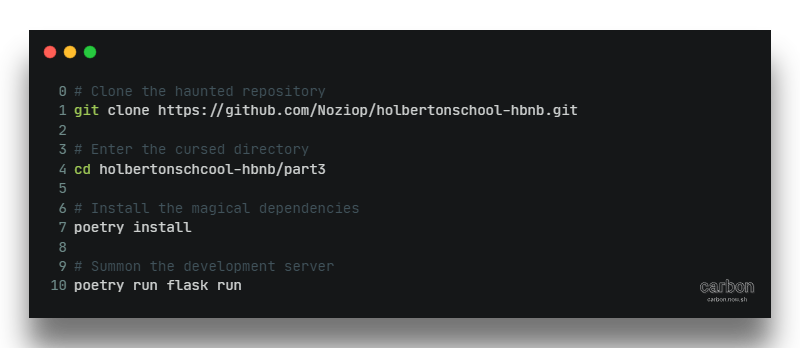 0 # Clone the haunted repository
1 git clone https://github.com/Noziop/holbertonschool-hbnb.git
2
3 # Enter the cursed directory
4 cd holbertonschcool-hbnb/part3
5
6 # Install the magical dependencies
7 poetry install
8
9 # Summon the development server
10 poetry run flask run
carbon
carbon.now.sh